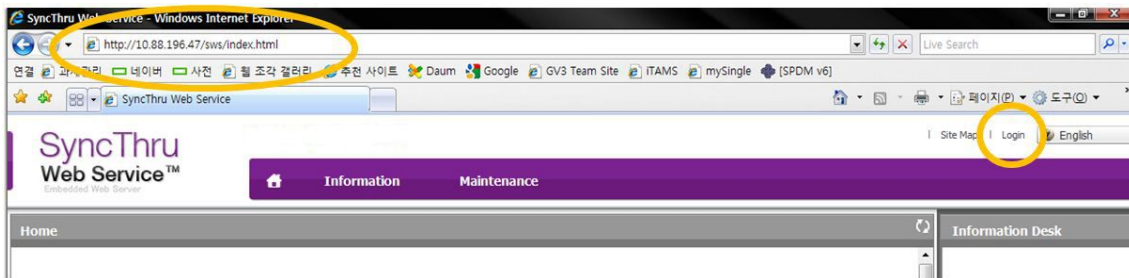 SyncThru Web Service - Windows Internet Explorer
http://10.88.196.47/sws/index.html
Live Search
연결 과제관리 네이버 사전 웹 조각 갤러리 추천 사이트 Daum Google GV3 Team Site iTAMS mySingle [SPDM v6]
SyncThru Web Service
페이지(P) 도구(O)
SyncThru
Web Service™
Embedded Web Server
Site Map | Login English
Information Maintenance
Home
Information Desk